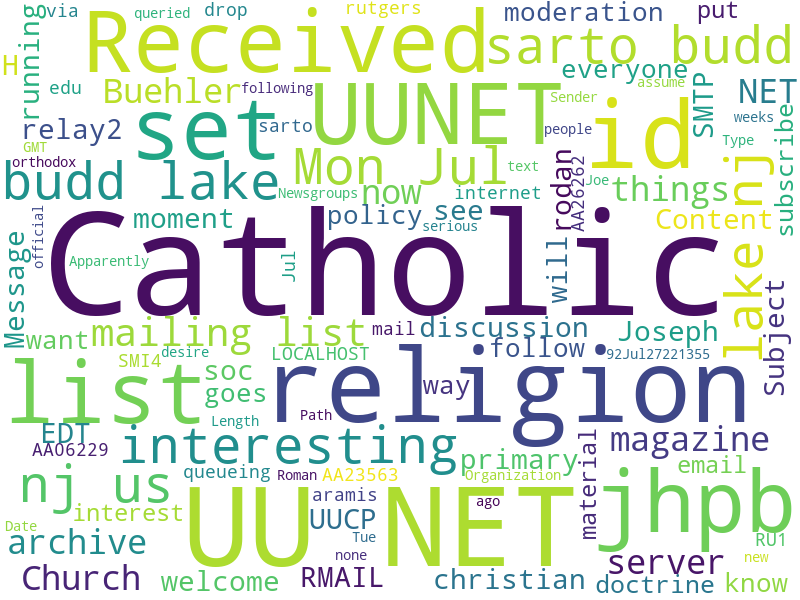 via
queried
drop
rutgers
moderation
put
Received
sarto budd
H
running
edu
Buehler
following
UUNET
everyone
assume
Sender
SMTP
NET
weeks
subscribe
relay2
set
sarto
people
id
Type
GMT
orthodox
Mon Jul
text
AA26262
Joe
budd lake
Newsgroups
now
internet
rodan
things
nj
official
moment
policy
see
serious
Content
Catholic
Message
Apparently
Jul
will
lake
Subject
want
mailing list
mail
discussion
Joseph
SMI4
desire
LOCALHOST
follow
92Jul27221355
list
soc
goes
religion
way
Length
Path
EDT
AA06229
interesting
material
magazine
primary
email
nj us
queueing
Roman
AA23563
Organization
jhpb
interest
UU NET
aramis
ago
Date
UUCP
archive
Tue
RU1
none
server
new
Church
welcome
RMAIL
christian
doctrine
know